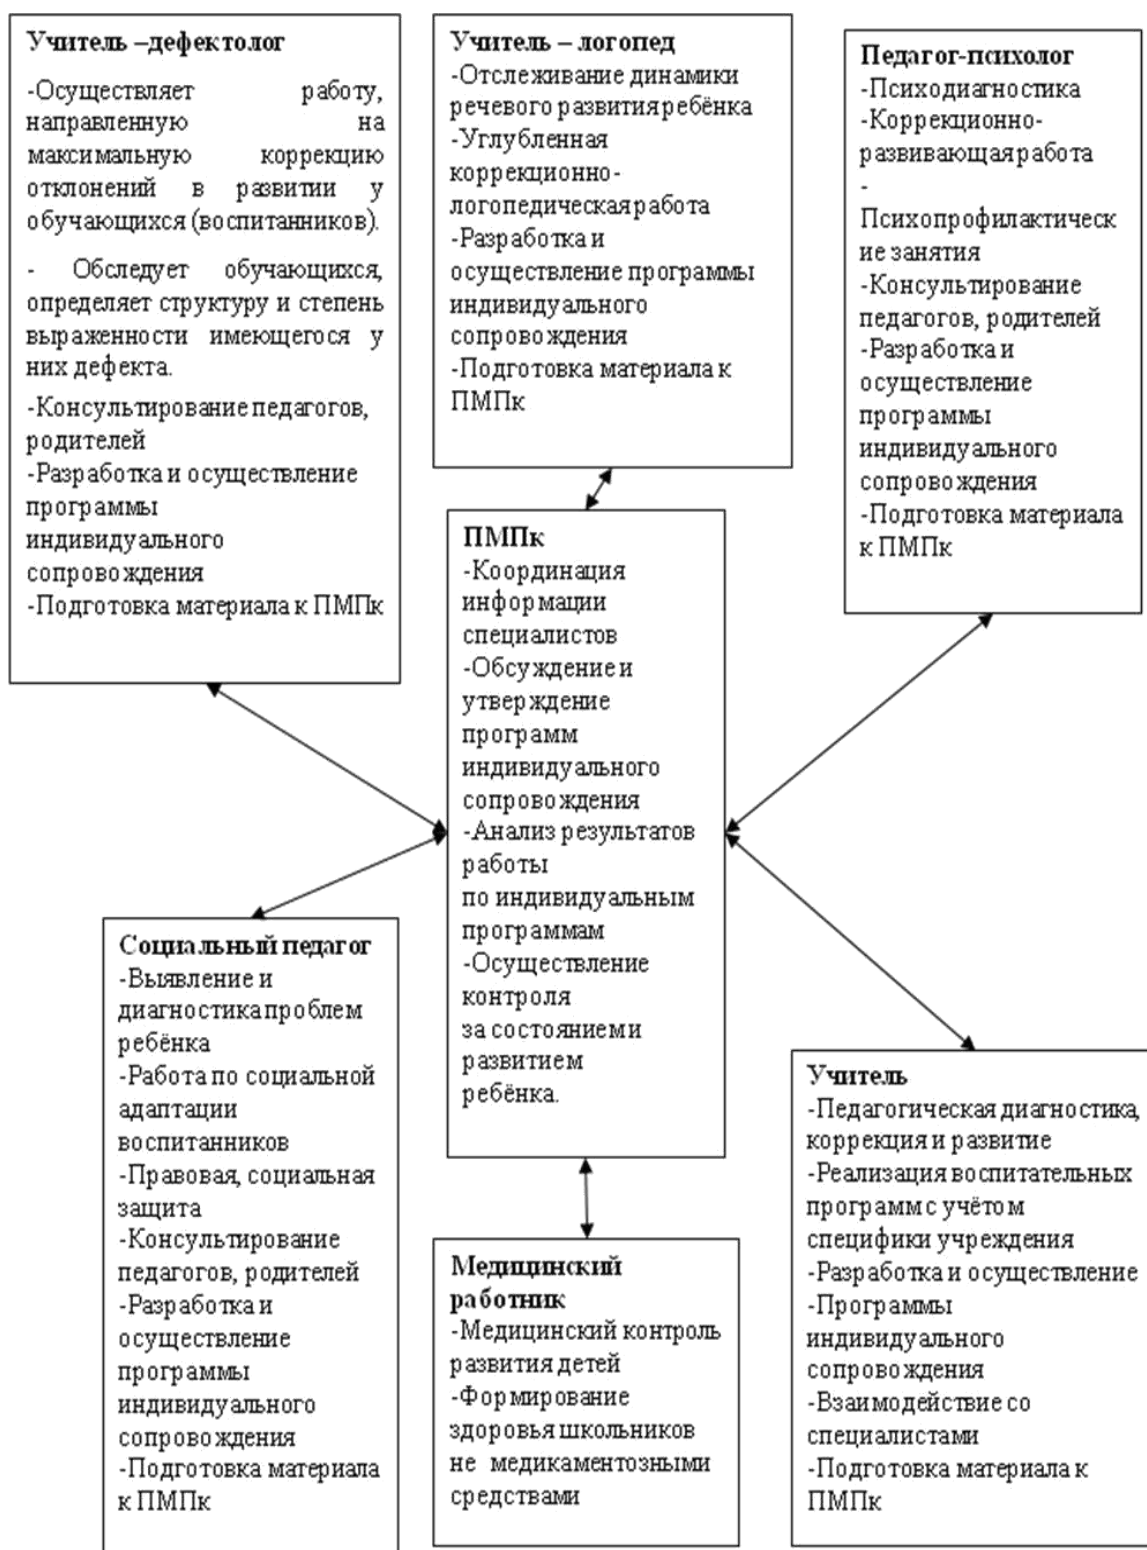 Учитель –дефектолог
-Осуществляет работу,
направленную на
максимальную коррекцию
отклонений в развитии у
обучающихся (воспитанников).
- Обследует обучающихся,
определяет структуру и степень
выраженности имеющегося у
них дефекта.
-Консультирование педагогов,
родителей
-Разработка и осуществление
программы
индивидуального
сопровождения
-Подготовка материала к ПМПк
Учитель – логопед
-Отслеживание динамики
речевого развития ребёнка
-Углубленная
коррекционно-
логопедическая работа
-Разработка и
осуществление программы
индивидуального
сопровождения
-Подготовка материала к
ПМПк
Педагог-психолог
-Психодиагностика
-Коррекционно-
развивающая работа
-
Психопрофилактическ
ие занятия
-Консультирование
педагогов, родителей
-Разработка и
осуществление
программы
индивидуального
сопровождения
-Подготовка материала
к ПМПк
ПМПк
-Координация
информации
специалистов
-Обсуждение и
утверждение
программ
индивидуального
сопровождения
-Анализ результатов
работы
по индивидуальным
программам
-Осуществление
контроля
за состоянием и
развитием
ребёнка.
Социальный педагог
-Выявление и
диагностика проблем
ребёнка
-Работа по социальной
адаптации
воспитанников
-Правовая, социальная
защита
-Консультирование
педагогов, родителей
-Разработка и
осуществление
программы
индивидуального
сопровождения
-Подготовка материала
к ПМПк
Медицинский
работник
-Медицинский контроль
развития детей
-Формирование
здоровья школьников
не медикаментозными
средствами
Учитель
-Педагогическая диагностика,
коррекция и развитие
-Реализация воспитательных
программ с учётом
специфики учреждения
-Разработка и осуществление
-Программы
индивидуального
сопровождения
-Взаимодействие со
специалистами
-Подготовка материала к
ПМПк